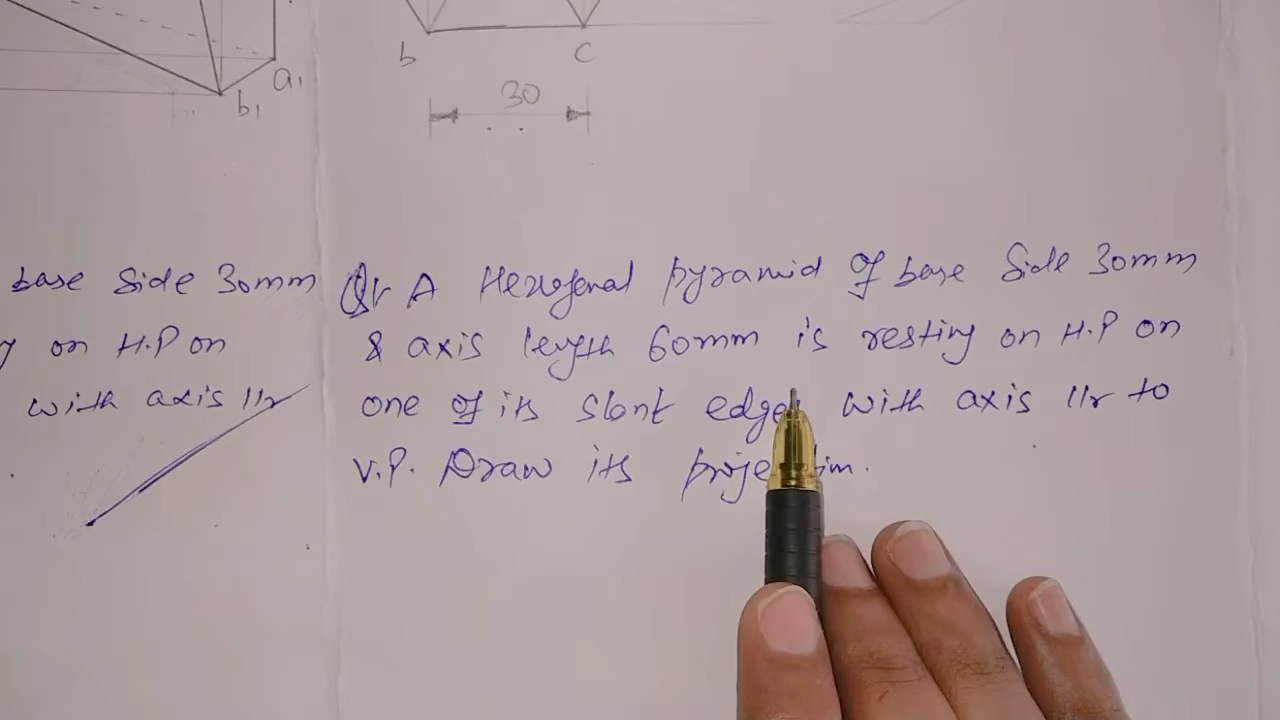 b
c
a₁
b₁
30
base side 30mm
on H.P on
with axis llr
Q. A Hexagonal pyramid of base side 30mm
& axis length 60mm is resting on H.P on
one of its slant edge with axis llr to
V.P. Draw its